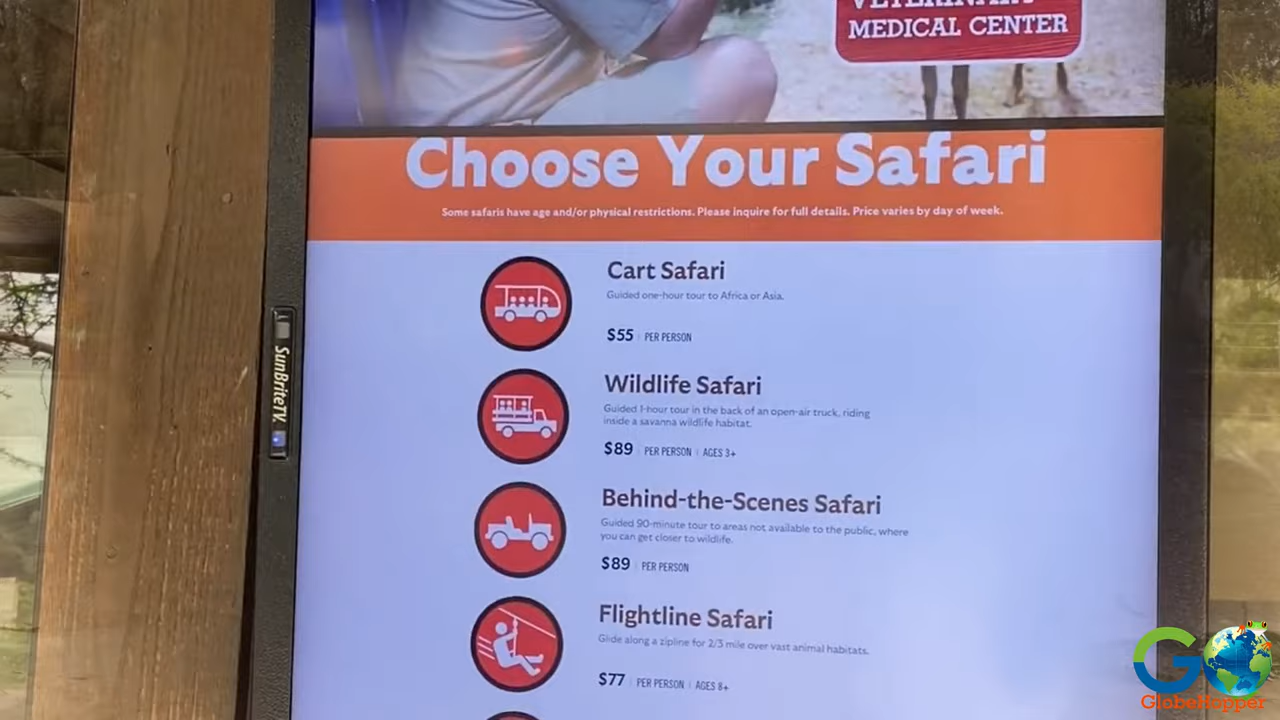 MEDICAL CENTER
Choose Your Safari
Some safaris have age and/or physical restrictions. Please inquire for full details. Price varies by day of week.
Cart Safari
Guided one-hour tour to Africa or Asia.
$55 | PER PERSON
Wildlife Safari
Guided 1-hour tour in the back of an open-air truck, riding
inside a savanna wildlife habitat.
$89 | PER PERSON | AGES 3+
Behind-the-Scenes Safari
Guided 90-minute tour to areas not available to the public, where
you can get closer to wildlife.
$89 | PER PERSON
Flightline Safari
Glide along a zipline for 2/3 mile over vast animal habitats.
$77 | PER PERSON | AGES 8+
SunBriteTV.
GO
GlobeHopper